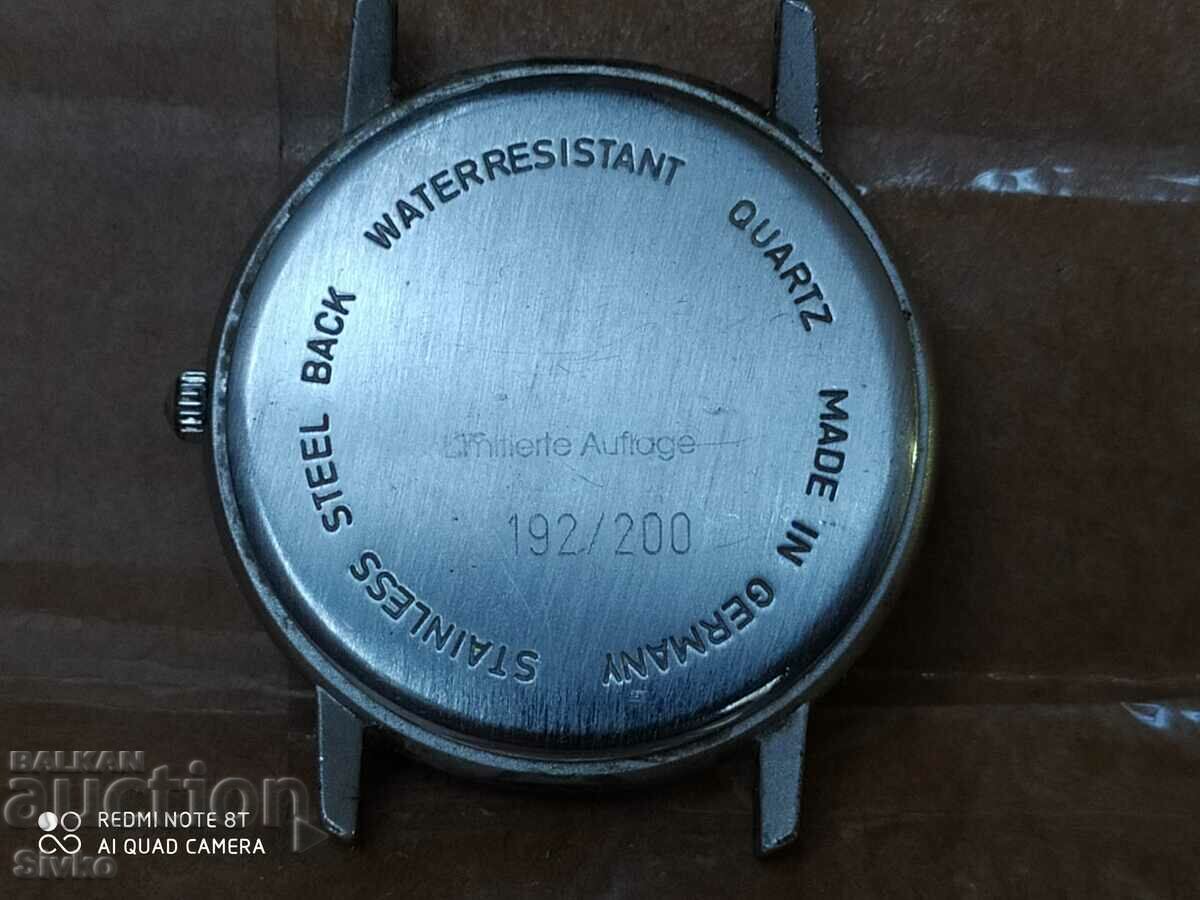 WATERRESISTANT
QUARTZ
MADE IN GERMANY
STAINLESS STEEL BACK
Limitierte Auflage
192/200
BALKAN
auction
REDMI NOTE 8T
AI QUAD CAMERA
Sivko